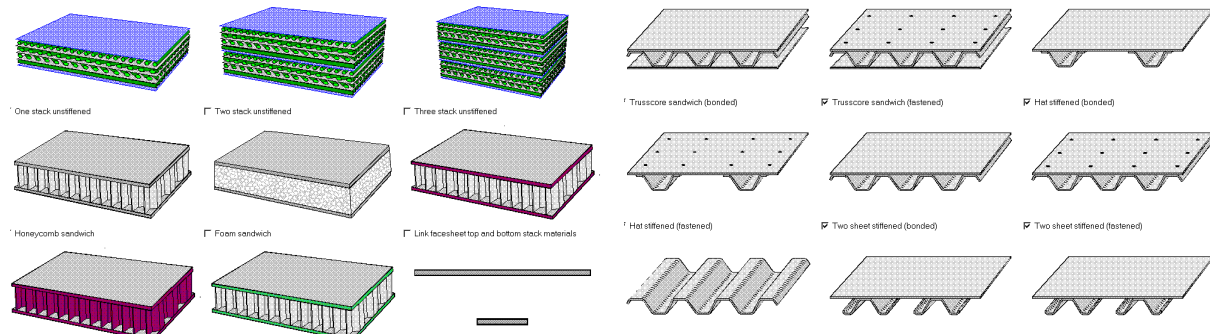 One stack unstiffened
Two stack unstiffened
Three stack unstiffened
Trusscore sandwich (bonded)
Trusscore sandwich (fastened)
Hat stiffened (bonded)
Honeycomb sandwich
Foam sandwich
Link facesheet top and bottom stack materials
Hat stiffened (fastened)
Two sheet stiffened (bonded)
Two sheet stiffened (fastened)